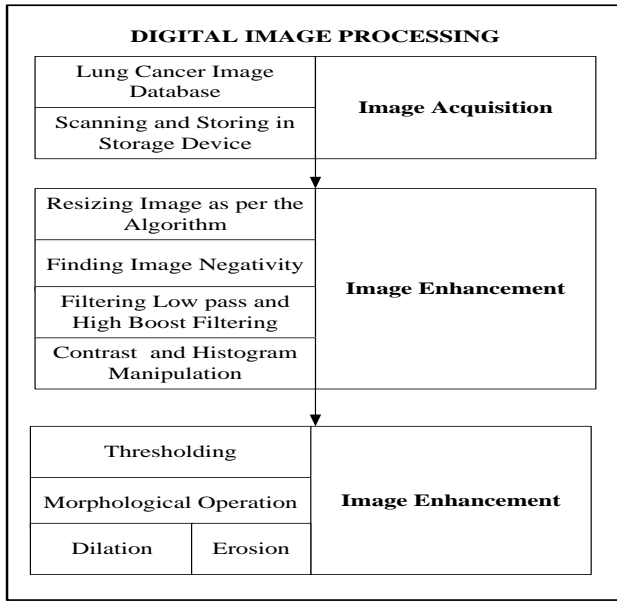 DIGITAL IMAGE PROCESSING
Lung Cancer Image
Database
Scanning and Storing in
Storage Device
Image Acquisition
Resizing Image as per the
Algorithm
Finding Image Negativity
Filtering Low pass and
High Boost Filtering
Contrast and Histogram
Manipulation
Image Enhancement
Thresholding
Morphological Operation
Dilation
Erosion
Image Enhancement